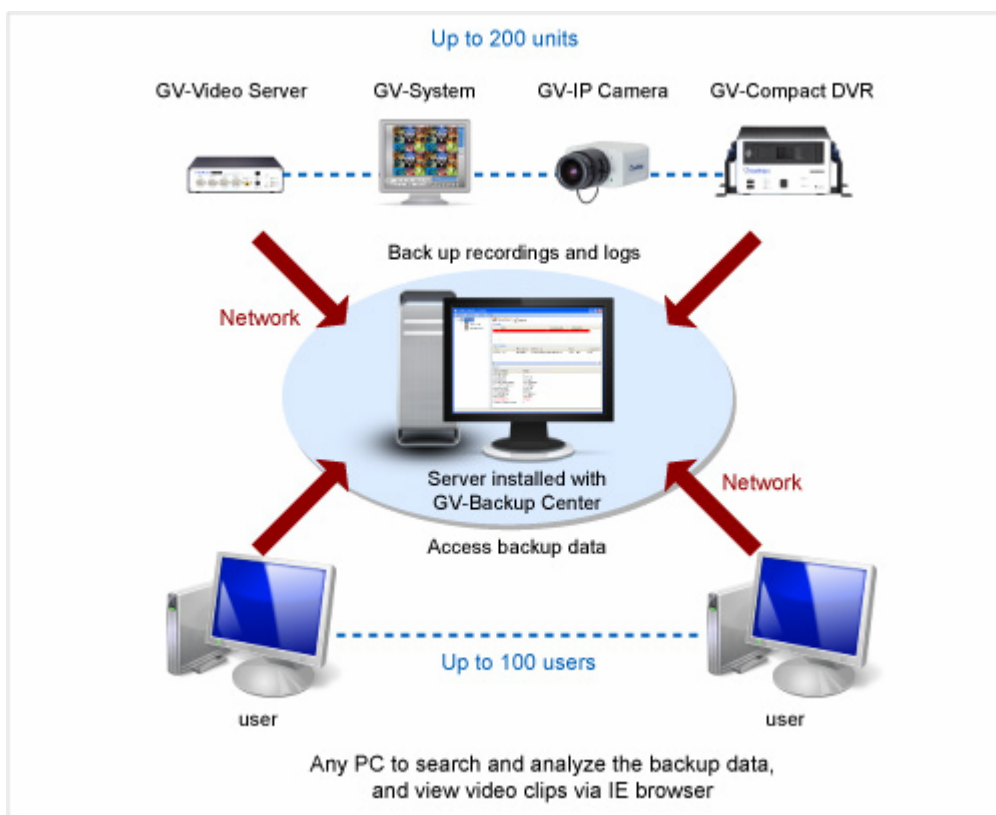 Up to 200 units
GV-Video Server
GV-System
GV-IP Camera
GV-Compact DVR
Back up recordings and logs
Network
Server installed with
GV-Backup Center
Network
Access backup data
Up to 100 users
user
user
Any PC to search and analyze the backup data,
and view video clips via IE browser